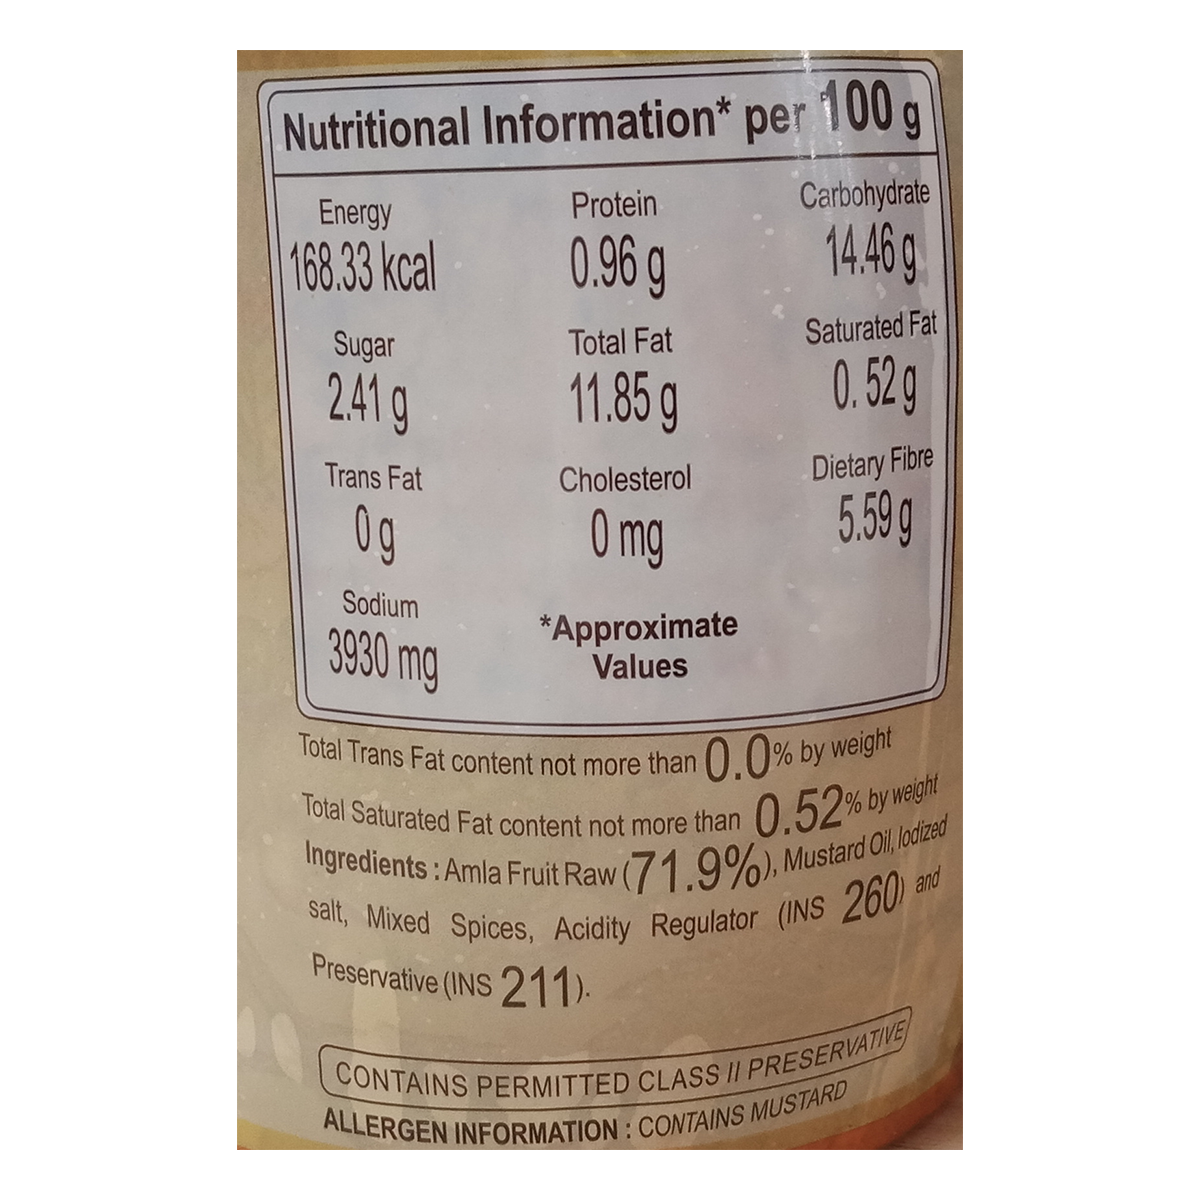 Nutritional Information* per 100 g
Energy Protein Carbohydrate
168.33 kcal 0.96 g 14.46 g
Sugar Total Fat Saturated Fat
2.41 g 11.85 g 0. 52 g
Trans Fat Cholesterol Dietary Fibre
0 g 0 mg 5.59 g
Sodium
3930 mg
*Approximate
Values
Total Trans Fat content not more than 0.0% by weight
Total Saturated Fat content not more than 0.52% by weight
Ingredients : Amla Fruit Raw (71.9%), Mustard Oil, Iodized
salt, Mixed Spices, Acidity Regulator (INS 260) and
Preservative (INS 211).
CONTAINS PERMITTED CLASS II PRESERVATIVE
ALLERGEN INFORMATION : CONTAINS MUSTARD